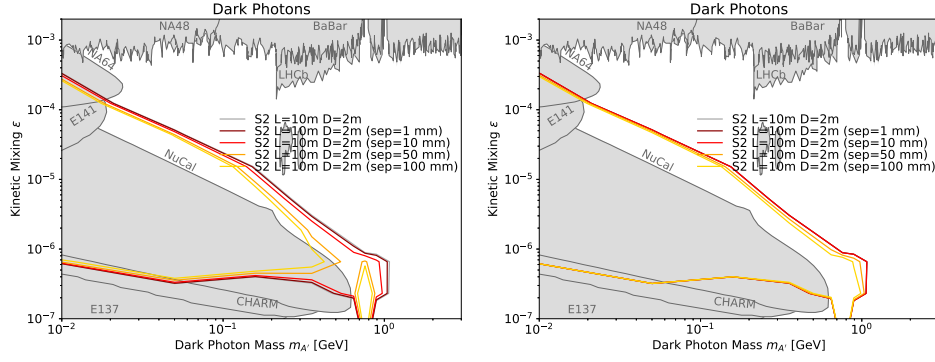 Dark Photons
NA48
BaBar
NA64
LHCb
E141
S2 L=10m D=2m
S2 L=10m D=2m (sep=1 mm)
S2 L=10m D=2m (sep=10 mm)
S2 L=10m D=2m (sep=50 mm)
S2 L=10m D=2m (sep=100 mm)
NuCal
CHARM
E137
10⁻³
10⁻⁴
10⁻⁵
10⁻⁶
10⁻⁷
Kinetic Mixing ε
10⁻² 10⁻¹ 10⁰
Dark Photon Mass m_A′ [GeV]
Dark Photons
NA48
BaBar
NA64
LHCb
E141
S2 L=10m D=2m
S2 L=10m D=2m (sep=1 mm)
S2 L=10m D=2m (sep=10 mm)
S2 L=10m D=2m (sep=50 mm)
S2 L=10m D=2m (sep=100 mm)
NuCal
CHARM
E137
10⁻³
10⁻⁴
10⁻⁵
10⁻⁶
10⁻⁷
Kinetic Mixing ε
10⁻² 10⁻¹ 10⁰
Dark Photon Mass m_A′ [GeV]